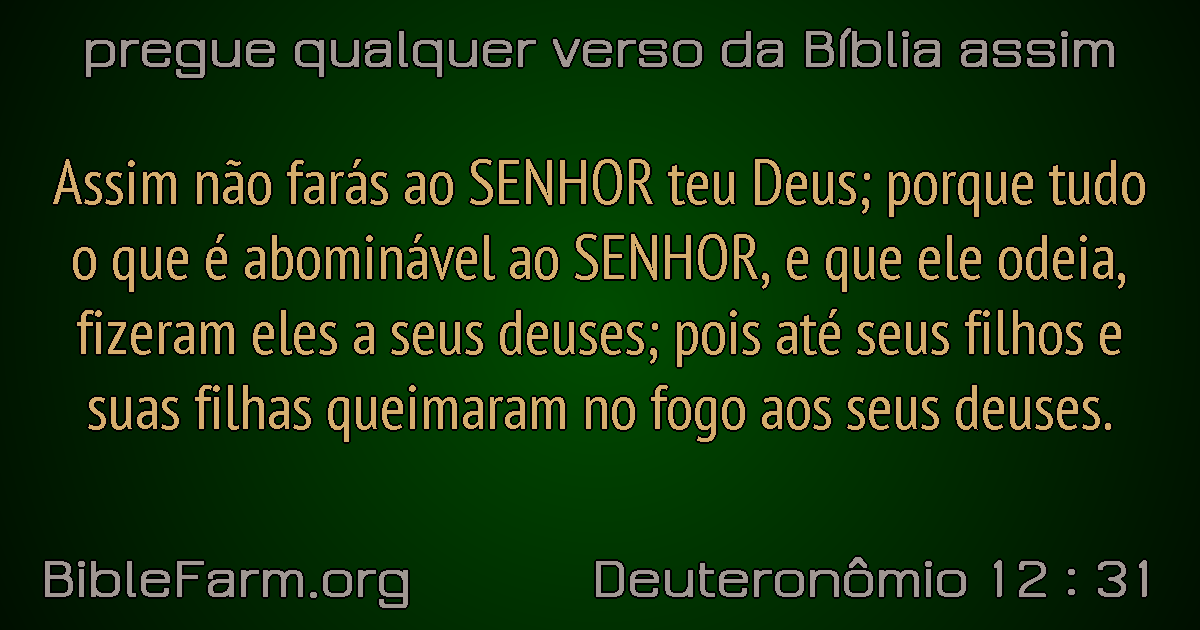 pregue qualquer verso da Bíblia assim
Assim não farás ao SENHOR teu Deus; porque tudo
o que é abominável ao SENHOR, e que ele odeia,
fizeram eles a seus deuses; pois até seus filhos e
suas filhas queimaram no fogo aos seus deuses.
BibleFarm.org Deuteronômio 12 : 31